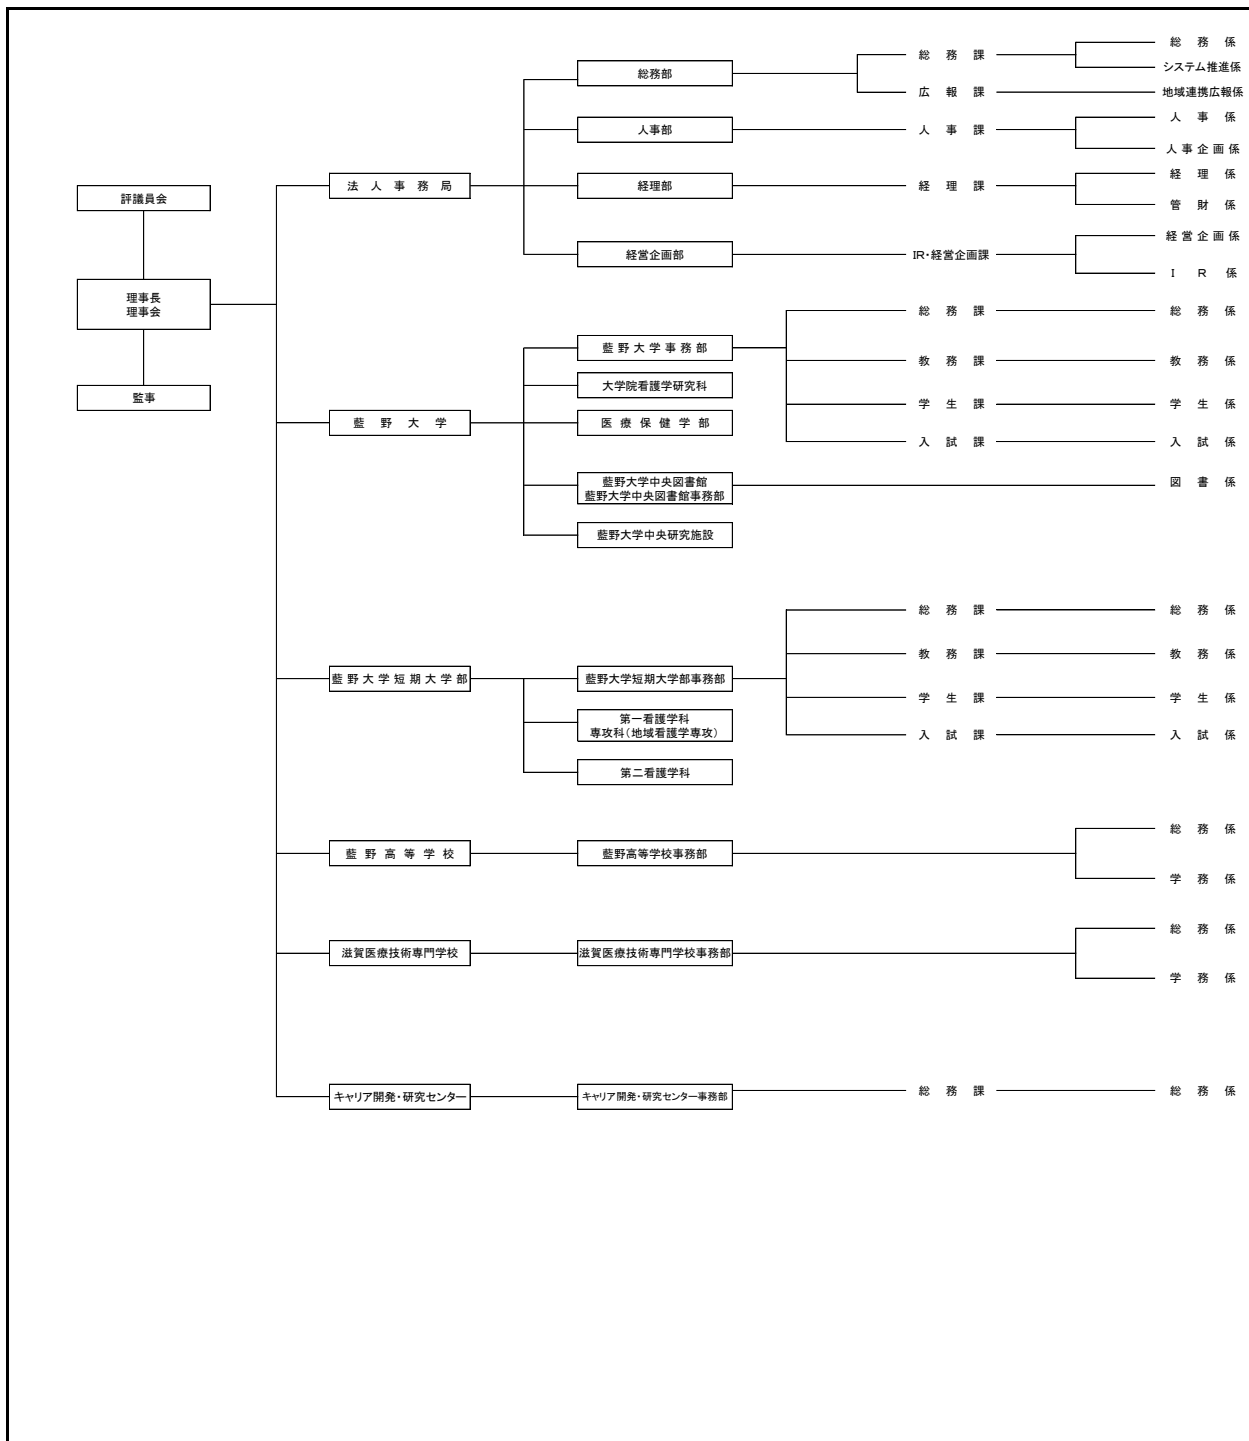 評議員会
理事長
理事会
監事
法人事務局
総務部
総務課
総務係
システム推進係
広報課
地域連携広報係
人事部
人事課
人事係
人事企画係
経理部
経理課
経理係
管財係
経営企画部
IR・経営企画課
経営企画係
IR係
藍野大学
藍野大学事務部
総務課
総務係
教務課
教務係
学生課
学生係
入試課
入試係
大学院看護学研究科
医療保健学部
藍野大学中央図書館
藍野大学中央図書館事務部
図書係
藍野大学中央研究施設
藍野大学短期大学部
藍野大学短期大学部事務部
総務課
総務係
教務課
教務係
学生課
学生係
入試課
入試係
第一看護学科
専攻科(地域看護学専攻)
第二看護学科
藍野高等学校
藍野高等学校事務部
総務係
学務係
滋賀医療技術専門学校
滋賀医療技術専門学校事務部
総務係
学務係
キャリア開発・研究センター
キャリア開発・研究センター事務部
総務課
総務係